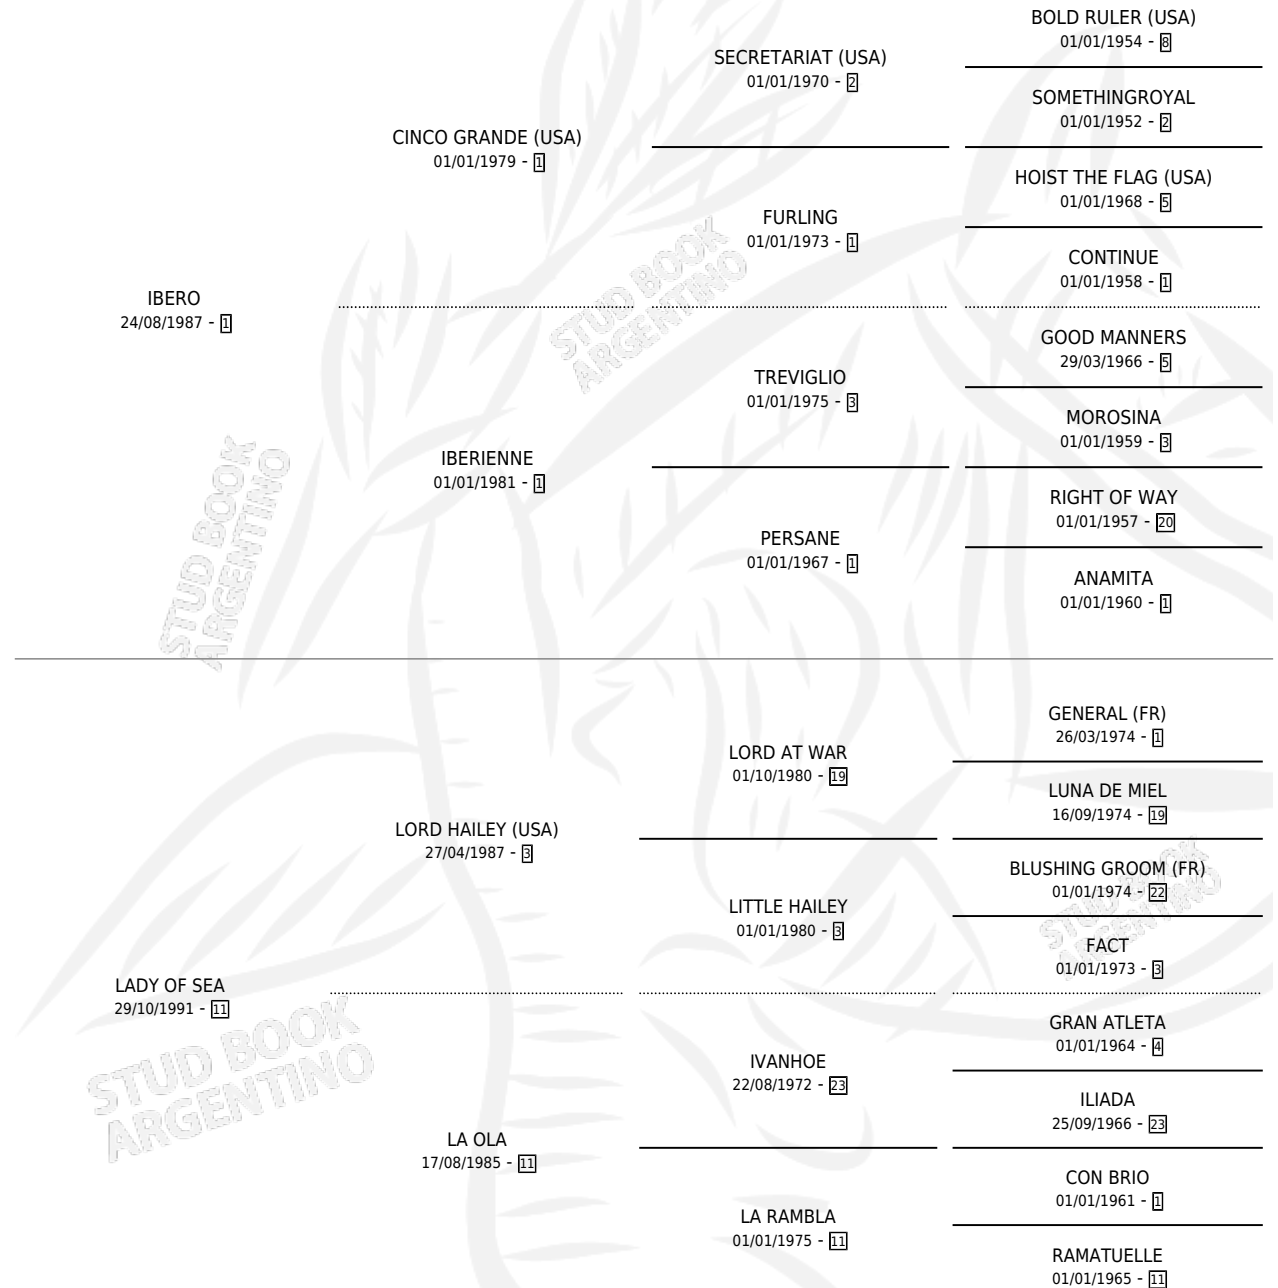 BOLD RULER (USA)
01/01/1954 - 8
SECRETARIAT (USA)
01/01/1970 - 2
SOMETHINGROYAL
01/01/1952 - 2
CINCO GRANDE (USA)
01/01/1979 - 1
HOIST THE FLAG (USA)
01/01/1968 - 5
FURLING
01/01/1973 - 1
CONTINUE
01/01/1958 - 1
IBERO
24/08/1987 - 1
STUD BOOK
ARGENTINO
GOOD MANNERS
29/03/1966 - 5
TREVIGLIO
01/01/1975 - 3
MOROSINA
01/01/1959 - 3
IBERIENNE
01/01/1981 - 1
RIGHT OF WAY
01/01/1957 - 20
PERSANE
01/01/1967 - 1
ANAMITA
01/01/1960 - 1
STUD BOOK
ARGENTINO
GENERAL (FR)
26/03/1974 - 1
LORD AT WAR
01/10/1980 - 19
LUNA DE MIEL
16/09/1974 - 19
LORD HAILEY (USA)
27/04/1987 - 3
BLUSHING GROOM (FR)
01/01/1974 - 22
STUD BOOK
ARGENTINO
LITTLE HAILEY
01/01/1980 - 3
FACT
01/01/1973 - 3
LADY OF SEA
29/10/1991 - 11
STUD BOOK
ARGENTINO
GRAN ATLETA
01/01/1964 - 4
IVANHOE
22/08/1972 - 23
ILIADA
25/09/1966 - 23
LA OLA
17/08/1985 - 11
CON BRIO
01/01/1961 - 1
LA RAMBLA
01/01/1975 - 11
RAMATUELLE
01/01/1965 - 11